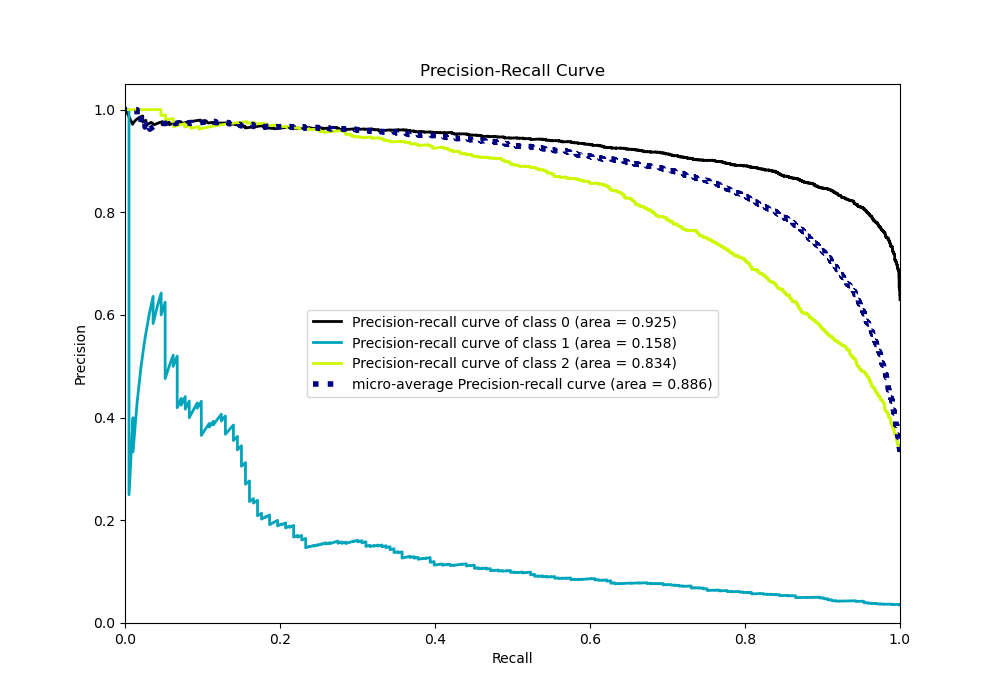 Precision-Recall Curve
1.0
0.8
0.6
0.4
0.2
0.0
Precision
Precision-recall curve of class 0 (area = 0.925)
Precision-recall curve of class 1 (area = 0.158)
Precision-recall curve of class 2 (area = 0.834)
micro-average Precision-recall curve (area = 0.886)
0.0 0.2 0.4 0.6 0.8 1.0
Recall